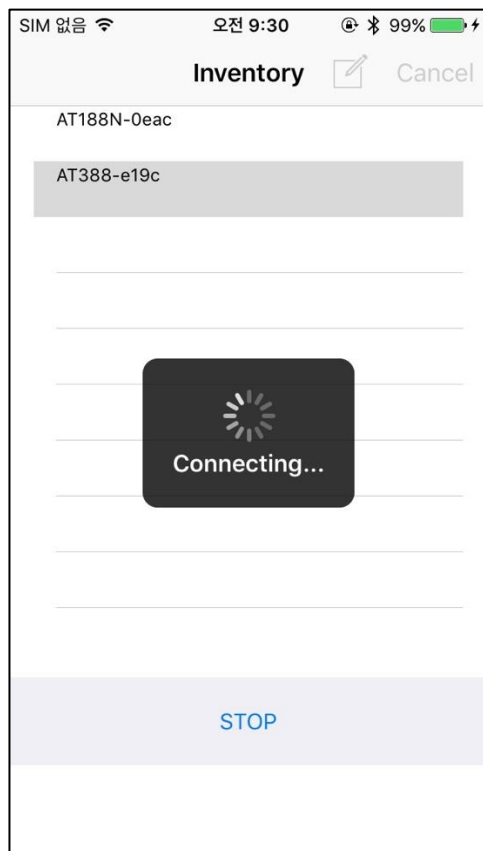 SIM 없음 오전 9:30 99%
Inventory Cancel
AT188N-0eac
AT388-e19c
Connecting...
STOP